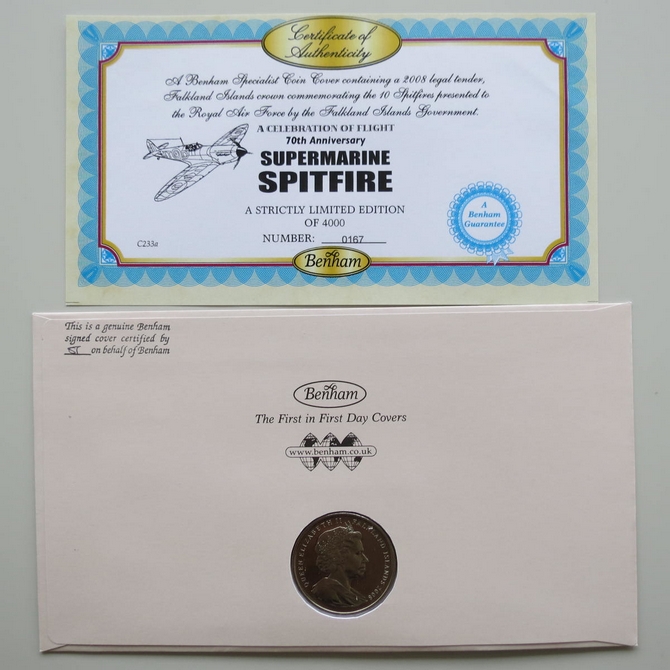 Certificate of
Authenticity
A Benham Specialist Coin Cover containing a 2008 legal tender,
Falkland Islands crown commemorating the 10 Spitfires presented to
the Royal Air Force by the Falkland Islands Government.
A CELEBRATION OF FLIGHT
70th Anniversary
SUPERMARINE
SPITFIRE
A STRICTLY LIMITED EDITION
OF 4000
NUMBER: 0167
C233a
A
Benham
Guarantee
Benham
This is a genuine Benham
signed cover certified by
ST on behalf of Benham
Benham
The First in First Day Covers
www.benham.co.uk
QUEEN ELIZABETH II · FALKLAND ISLANDS 2008